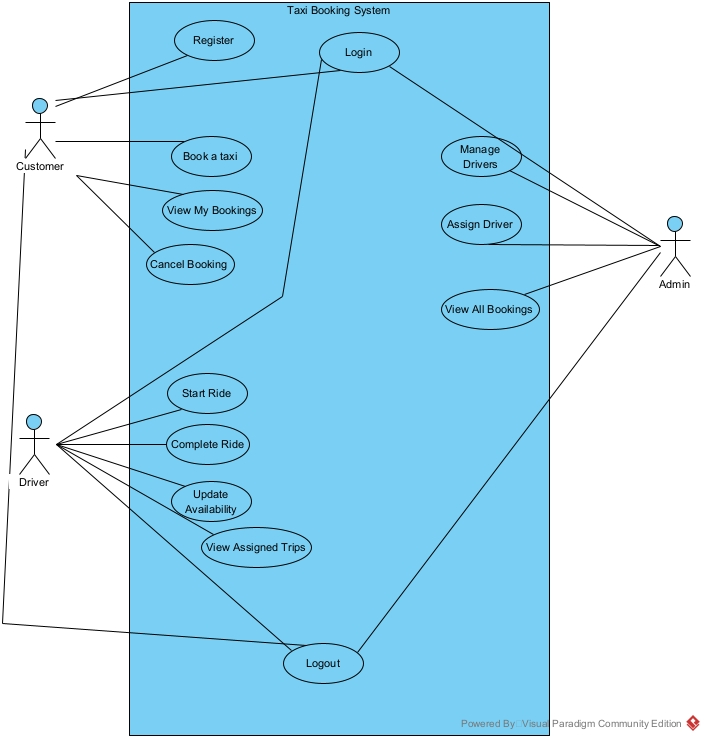 Taxi Booking System
Register
Login
Customer
Book a taxi
Manage
Drivers
View My Bookings
Assign Driver
Cancel Booking
Admin
View All Bookings
Start Ride
Complete Ride
Driver
Update
Availability
View Assigned Trips
Logout
Powered By: Visual Paradigm Community Edition